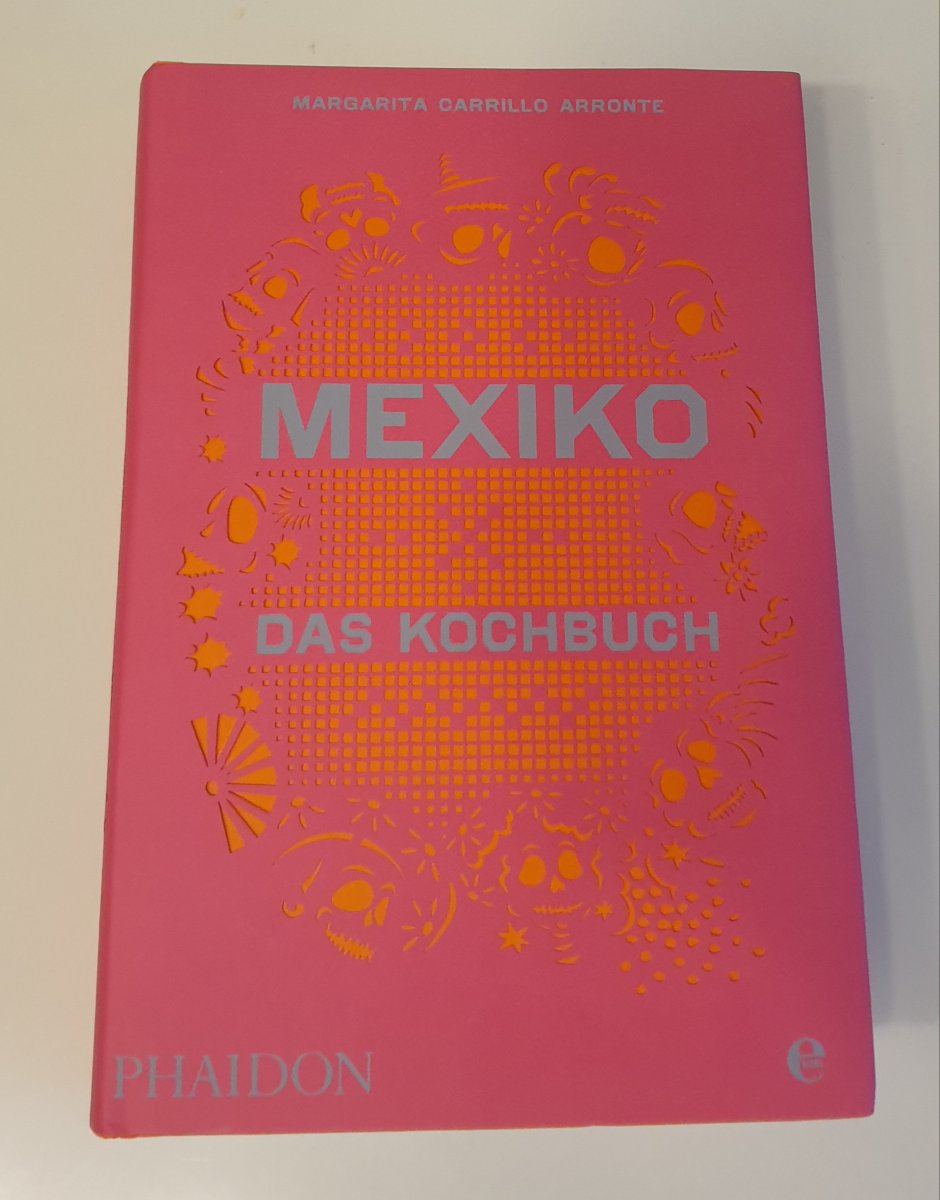 MARGARITA CARRILLO ARRONTE
MEXIKO
DAS KOCHBUCH
PHAIDON
e